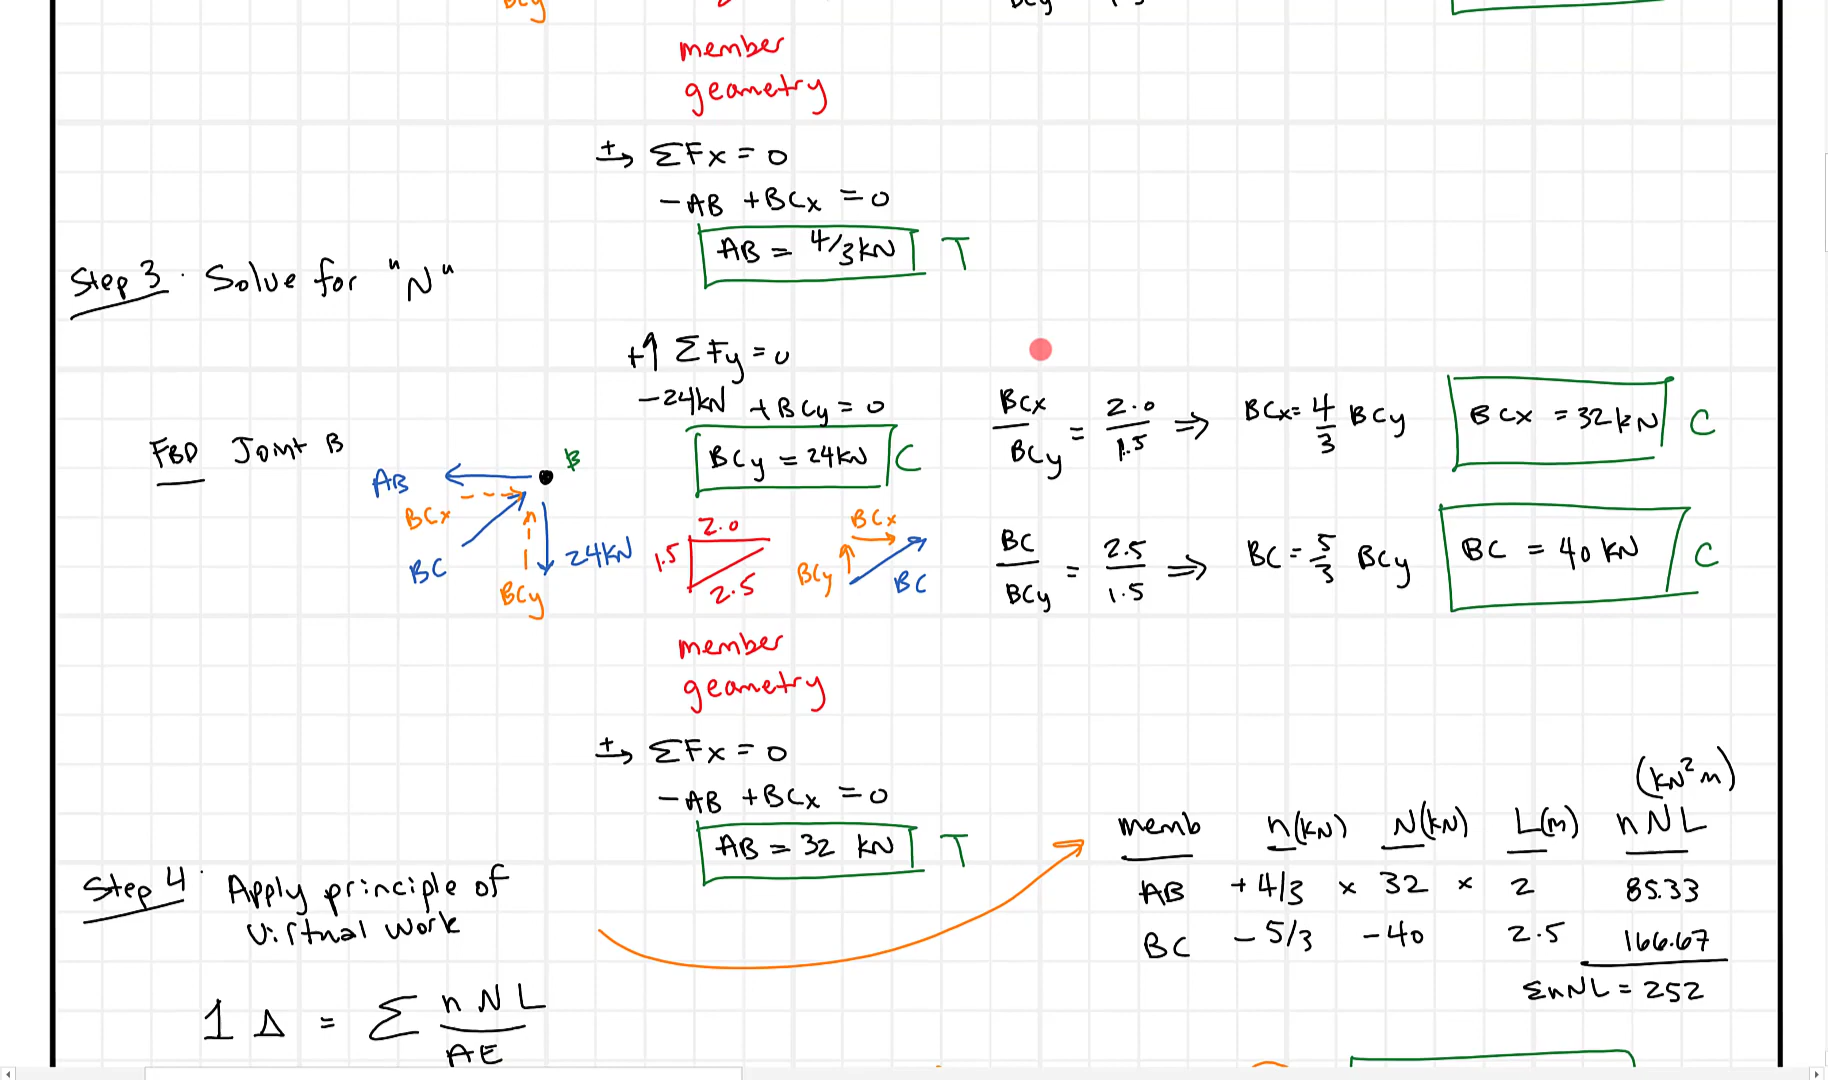 BCy
BCy
member
geometry
+→ ΣFx = 0
-AB + BCx = 0
AB = 4/3 kN T
Step 3 · Solve for "N"
+↑ ΣFy = 0
-24kN + BCy = 0
BCy = 24kN C
BCx / BCy = 2.0 / 1.5 ⇒ BCx = 4/3 BCy
BCx = 32kN C
FBD Joint B
AB
B
BCx
BC
24kN
BCy
2.0
1.5
2.5
BCx
BCy
BC
BC / BCy = 2.5 / 1.5 ⇒ BC = 5/3 BCy
BC = 40 kN C
member
geometry
+→ ΣFx = 0
-AB + BCx = 0
AB = 32 kN T
Step 4 · Apply principle of
Virtual Work
1 Δ = Σ nNL / AE
(kN² m)
memb n(kN) N(kN) L(m) nNL
AB +4/3 × 32 × 2 85.33
BC -5/3 -40 2.5 166.67
ΣnNL = 252